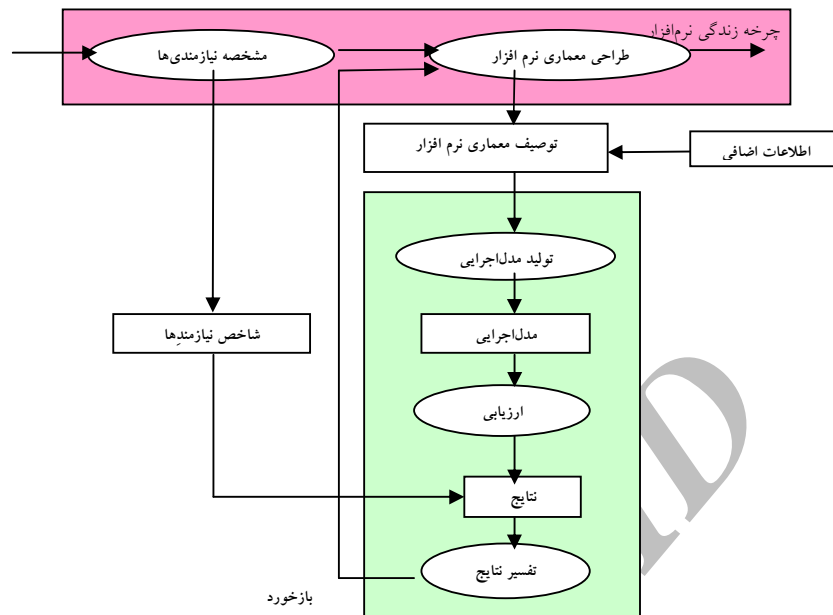 چرخه زندگی نرم‌افزار
مشخصه نیازمندی‌ها
طراحی معماری نرم افزار
توصیف معماری نرم افزار
اطلاعات اضافی
تولید مدل‌اجرایی
شاخص نیازمندِها
مدل‌اجرایی
ارزیابی
نتایج
تفسیر نتایج
بازخورد